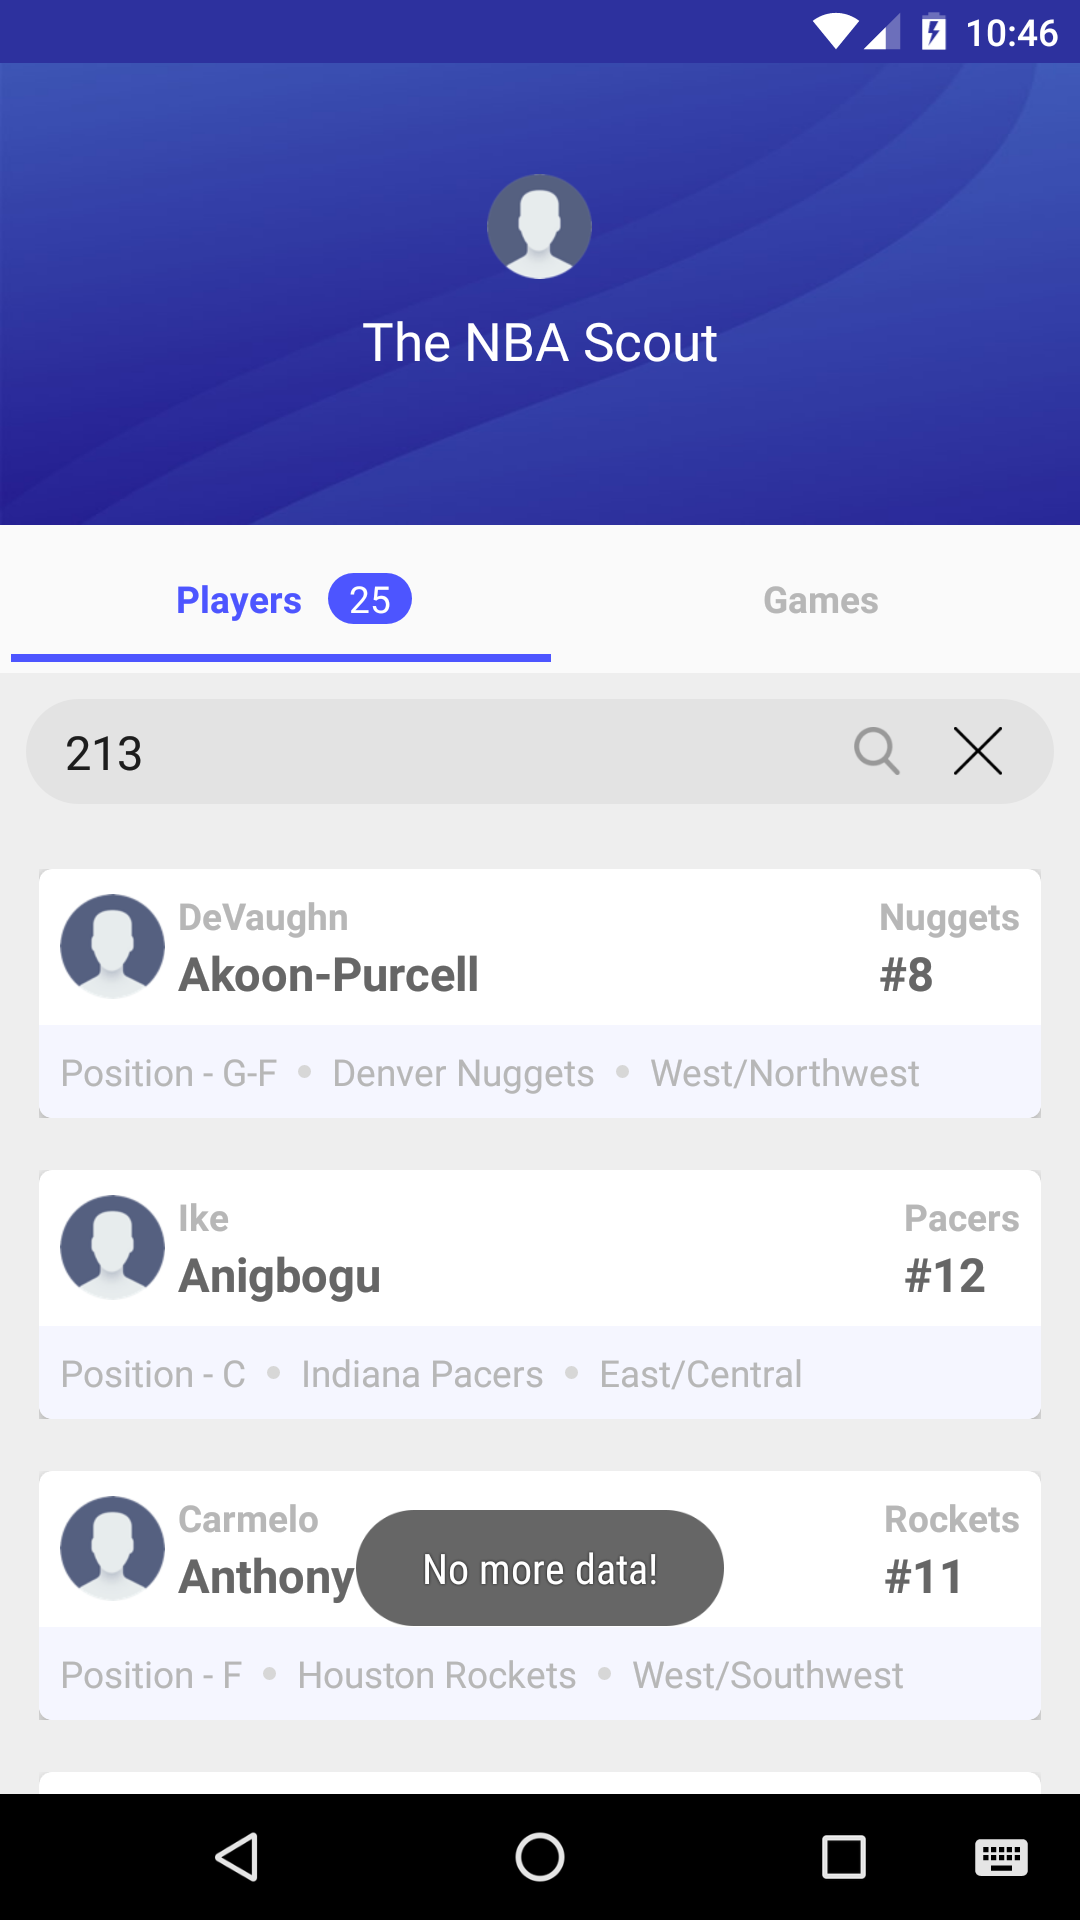 10:46
The NBA Scout
Players 25 Games
213
DeVaughn Nuggets
Akoon-Purcell #8
Position - G-F • Denver Nuggets • West/Northwest
Ike Pacers
Anigbogu #12
Position - C • Indiana Pacers • East/Central
Carmelo Rockets
Anthony #11
No more data!
Position - F • Houston Rockets • West/Southwest